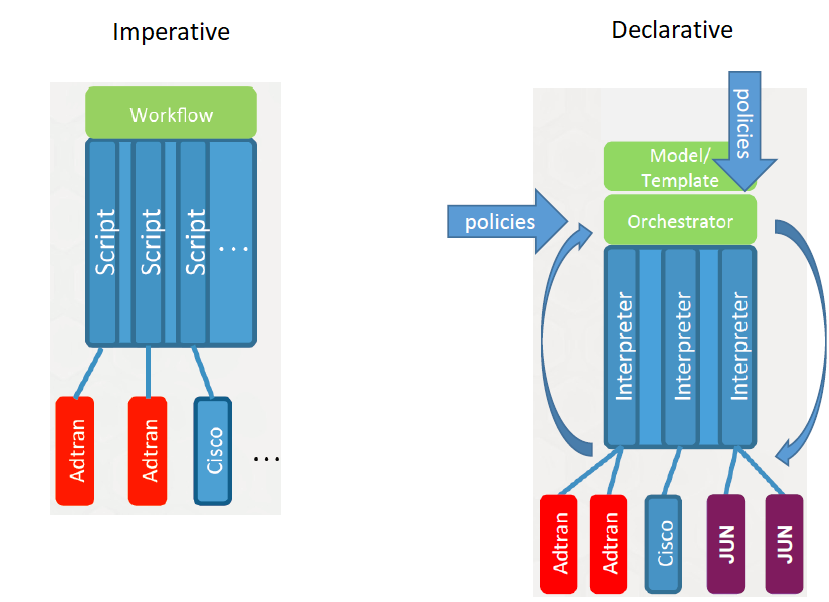 Imperative
Declarative
Workflow
Script
Script
Script
...
Adtran
Adtran
Cisco
...
policies
policies
Model/
Template
Orchestrator
Interpreter
Interpreter
Interpreter
Adtran
Adtran
Cisco
JUN
JUN